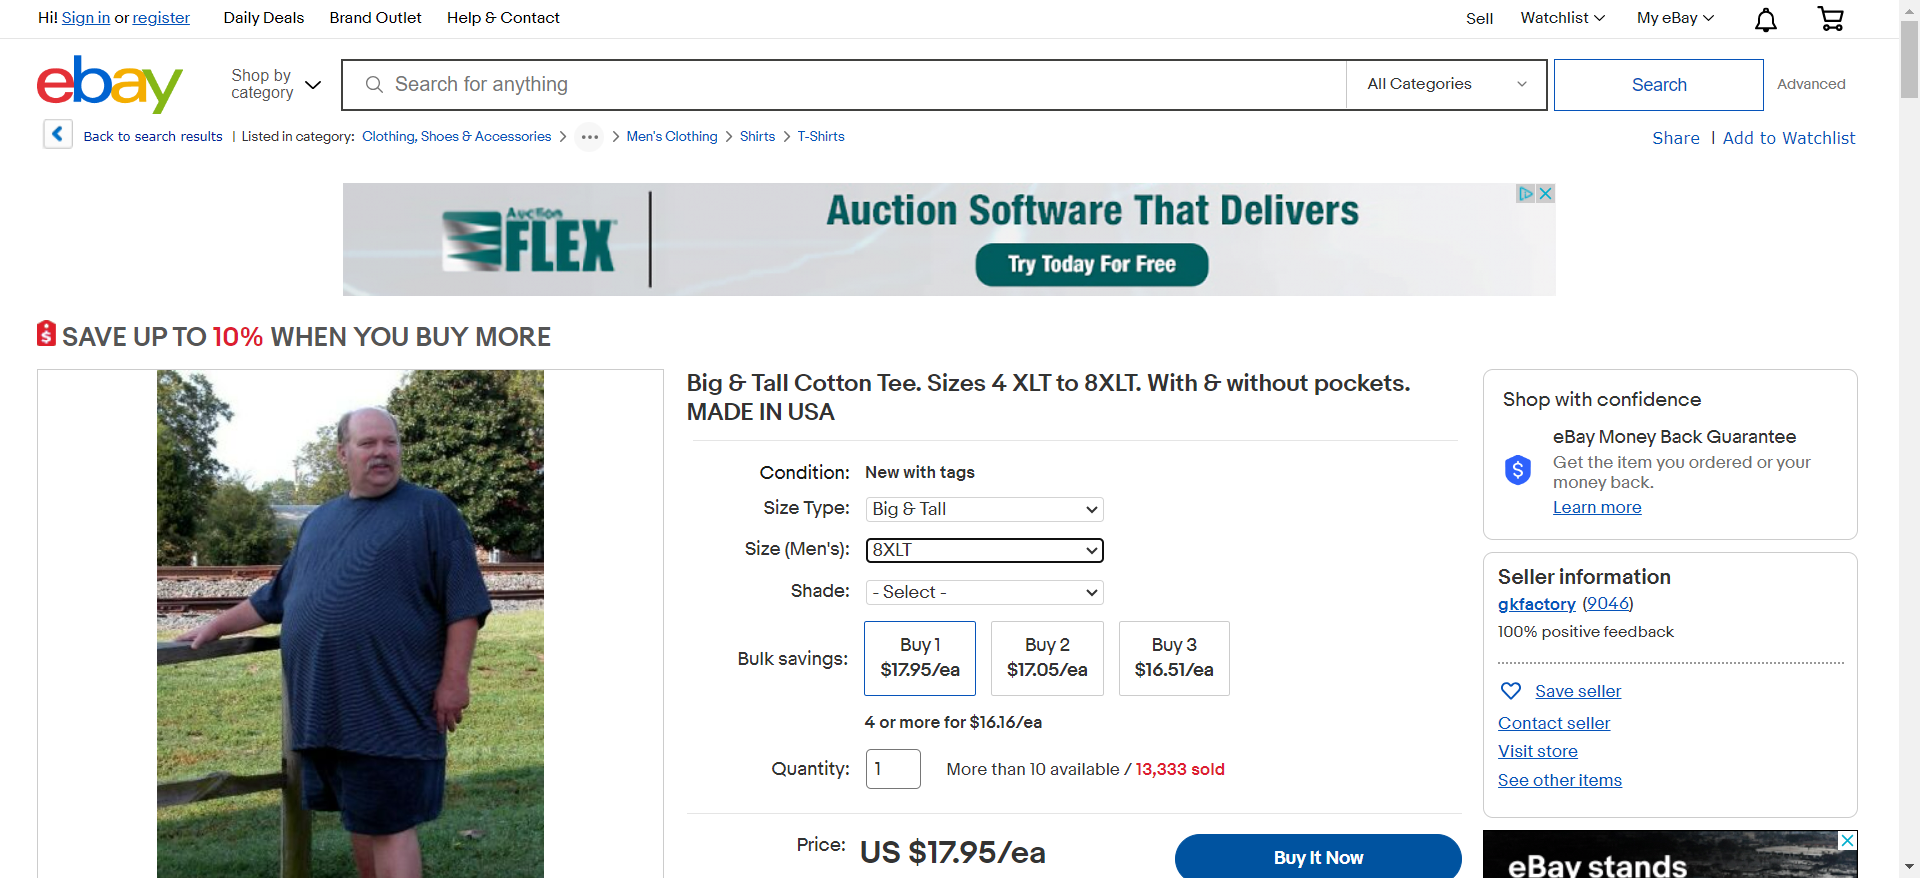 Hi! Sign in or register
Daily Deals
Brand Outlet
Help & Contact
Sell
Watchlist
My eBay
ebay
Shop by
category
Search for anything
All Categories
Search
Advanced
Back to search results | Listed in category: Clothing, Shoes & Accessories > ... > Men's Clothing > Shirts > T-Shirts
Share | Add to Watchlist
Auction
FLEX
Auction Software That Delivers
Try Today For Free
SAVE UP TO 10% WHEN YOU BUY MORE
Big & Tall Cotton Tee. Sizes 4 XLT to 8XLT. With & without pockets.
MADE IN USA
Condition: New with tags
Size Type: Big & Tall
Size (Men's): 8XLT
Shade: - Select -
Bulk savings:
Buy 1
$17.95/ea
Buy 2
$17.05/ea
Buy 3
$16.51/ea
4 or more for $16.16/ea
Quantity: 1 More than 10 available / 13,333 sold
Price: US $17.95/ea
Buy It Now
Shop with confidence
eBay Money Back Guarantee
Get the item you ordered or your
money back.
Learn more
Seller information
gkfactory (9046)
100% positive feedback
Save seller
Contact seller
Visit store
See other items
eBay stands